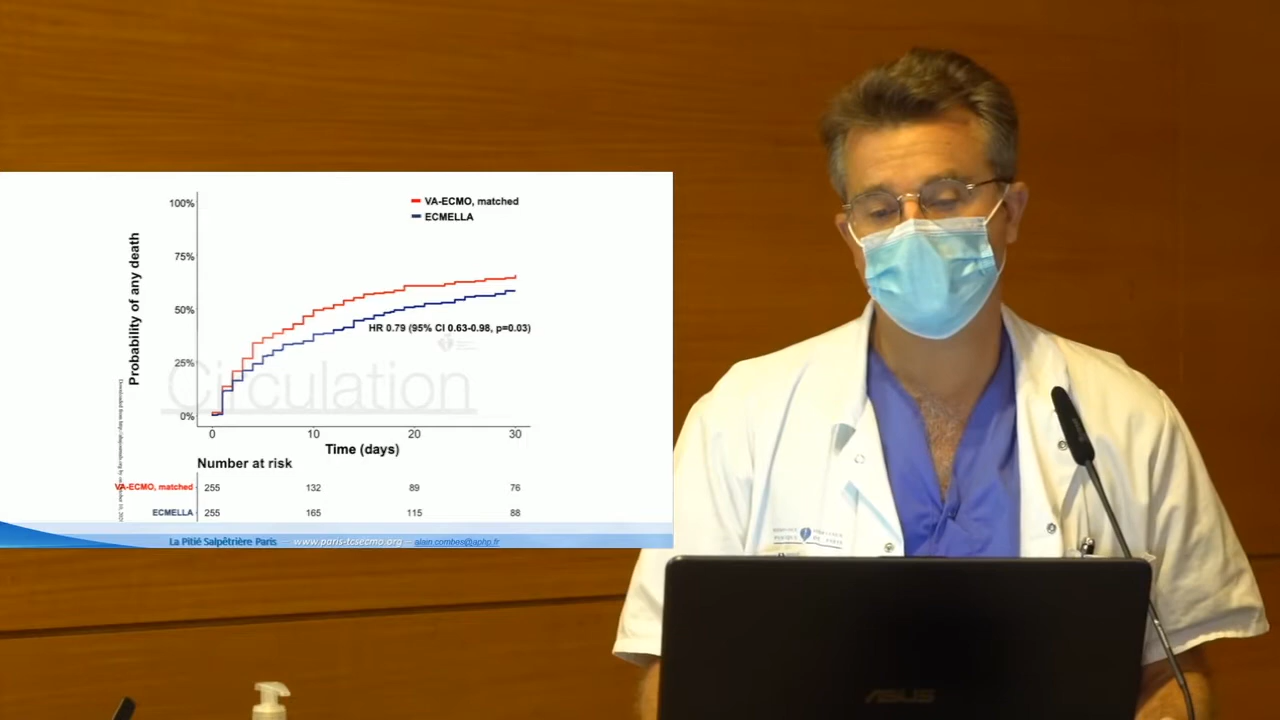 100%
75%
50%
25%
0%
Probability of any death
VA-ECMO, matched
ECMELLA
HR 0.79 (95% CI 0.63-0.98, p=0.03)
Circulation
0 10 20 30
Time (days)
Number at risk
VA-ECMO, matched 255 132 89 76
ECMELLA 255 165 115 88
La Pitié Salpêtrière Paris — www.paris-tcsecmo.org — alain.combes@aphp.fr
ASUS